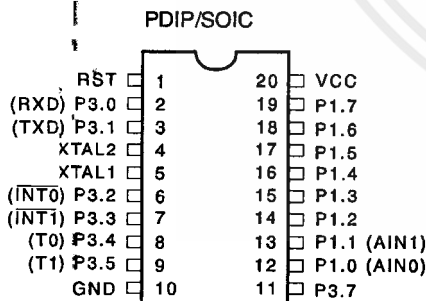 PDIP/SOIC
RST 1 20 VCC
(RXD) P3.0 2 19 P1.7
(TXD) P3.1 3 18 P1.6
XTAL2 4 17 P1.5
XTAL1 5 16 P1.4
(INT0) P3.2 6 15 P1.3
(INT1) P3.3 7 14 P1.2
(T0) P3.4 8 13 P1.1 (AIN1)
(T1) P3.5 9 12 P1.0 (AIN0)
GND 10 11 P3.7